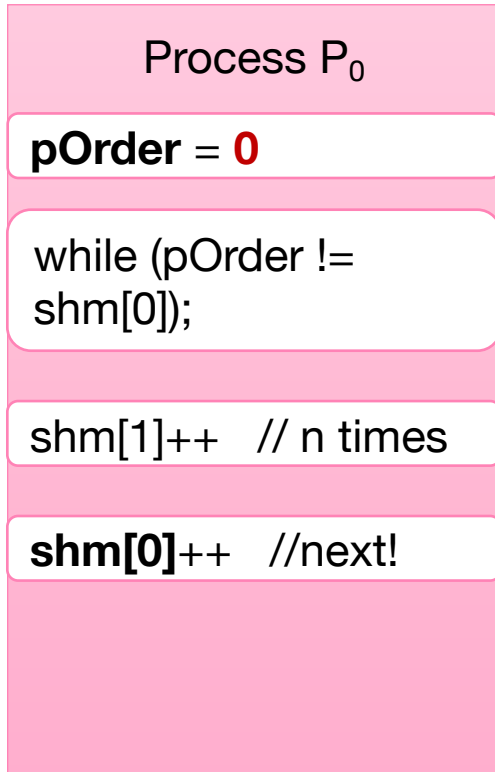 Process P₀
pOrder = 0
while (pOrder !=
shm[0]);
shm[1]++ // n times
shm[0]++ //next!